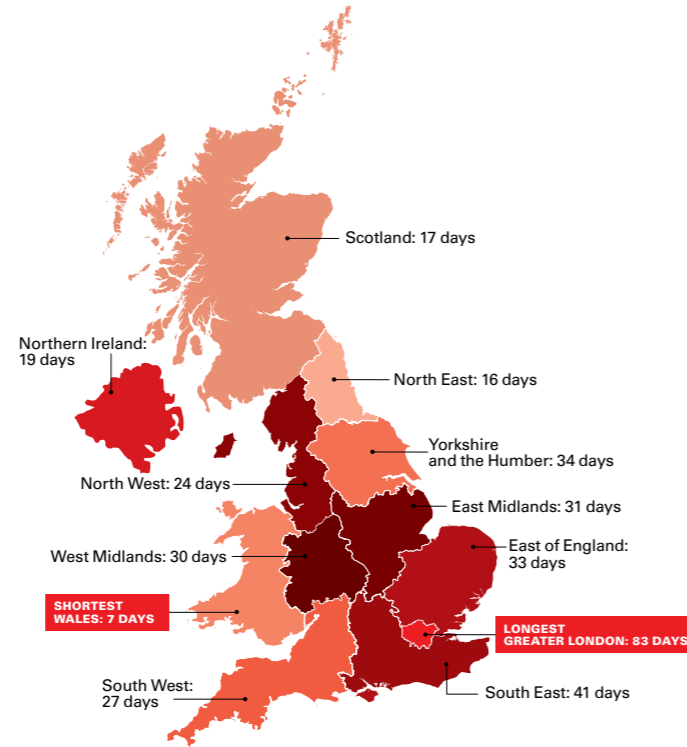 Scotland: 17 days
Northern Ireland:
19 days
North East: 16 days
Yorkshire
and the Humber: 34 days
North West: 24 days
East Midlands: 31 days
East of England:
33 days
West Midlands: 30 days
SHORTEST
WALES: 7 DAYS
LONGEST
GREATER LONDON: 83 DAYS
South West:
27 days
South East: 41 days